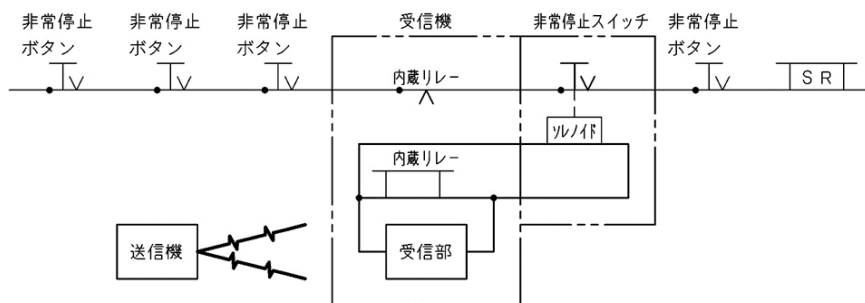 非常停止
ボタン
非常停止
ボタン
非常停止
ボタン
受信機
非常停止スイッチ
非常停止
ボタン
内蔵リレー
SR
ソレノイド
内蔵リレー
送信機
受信部